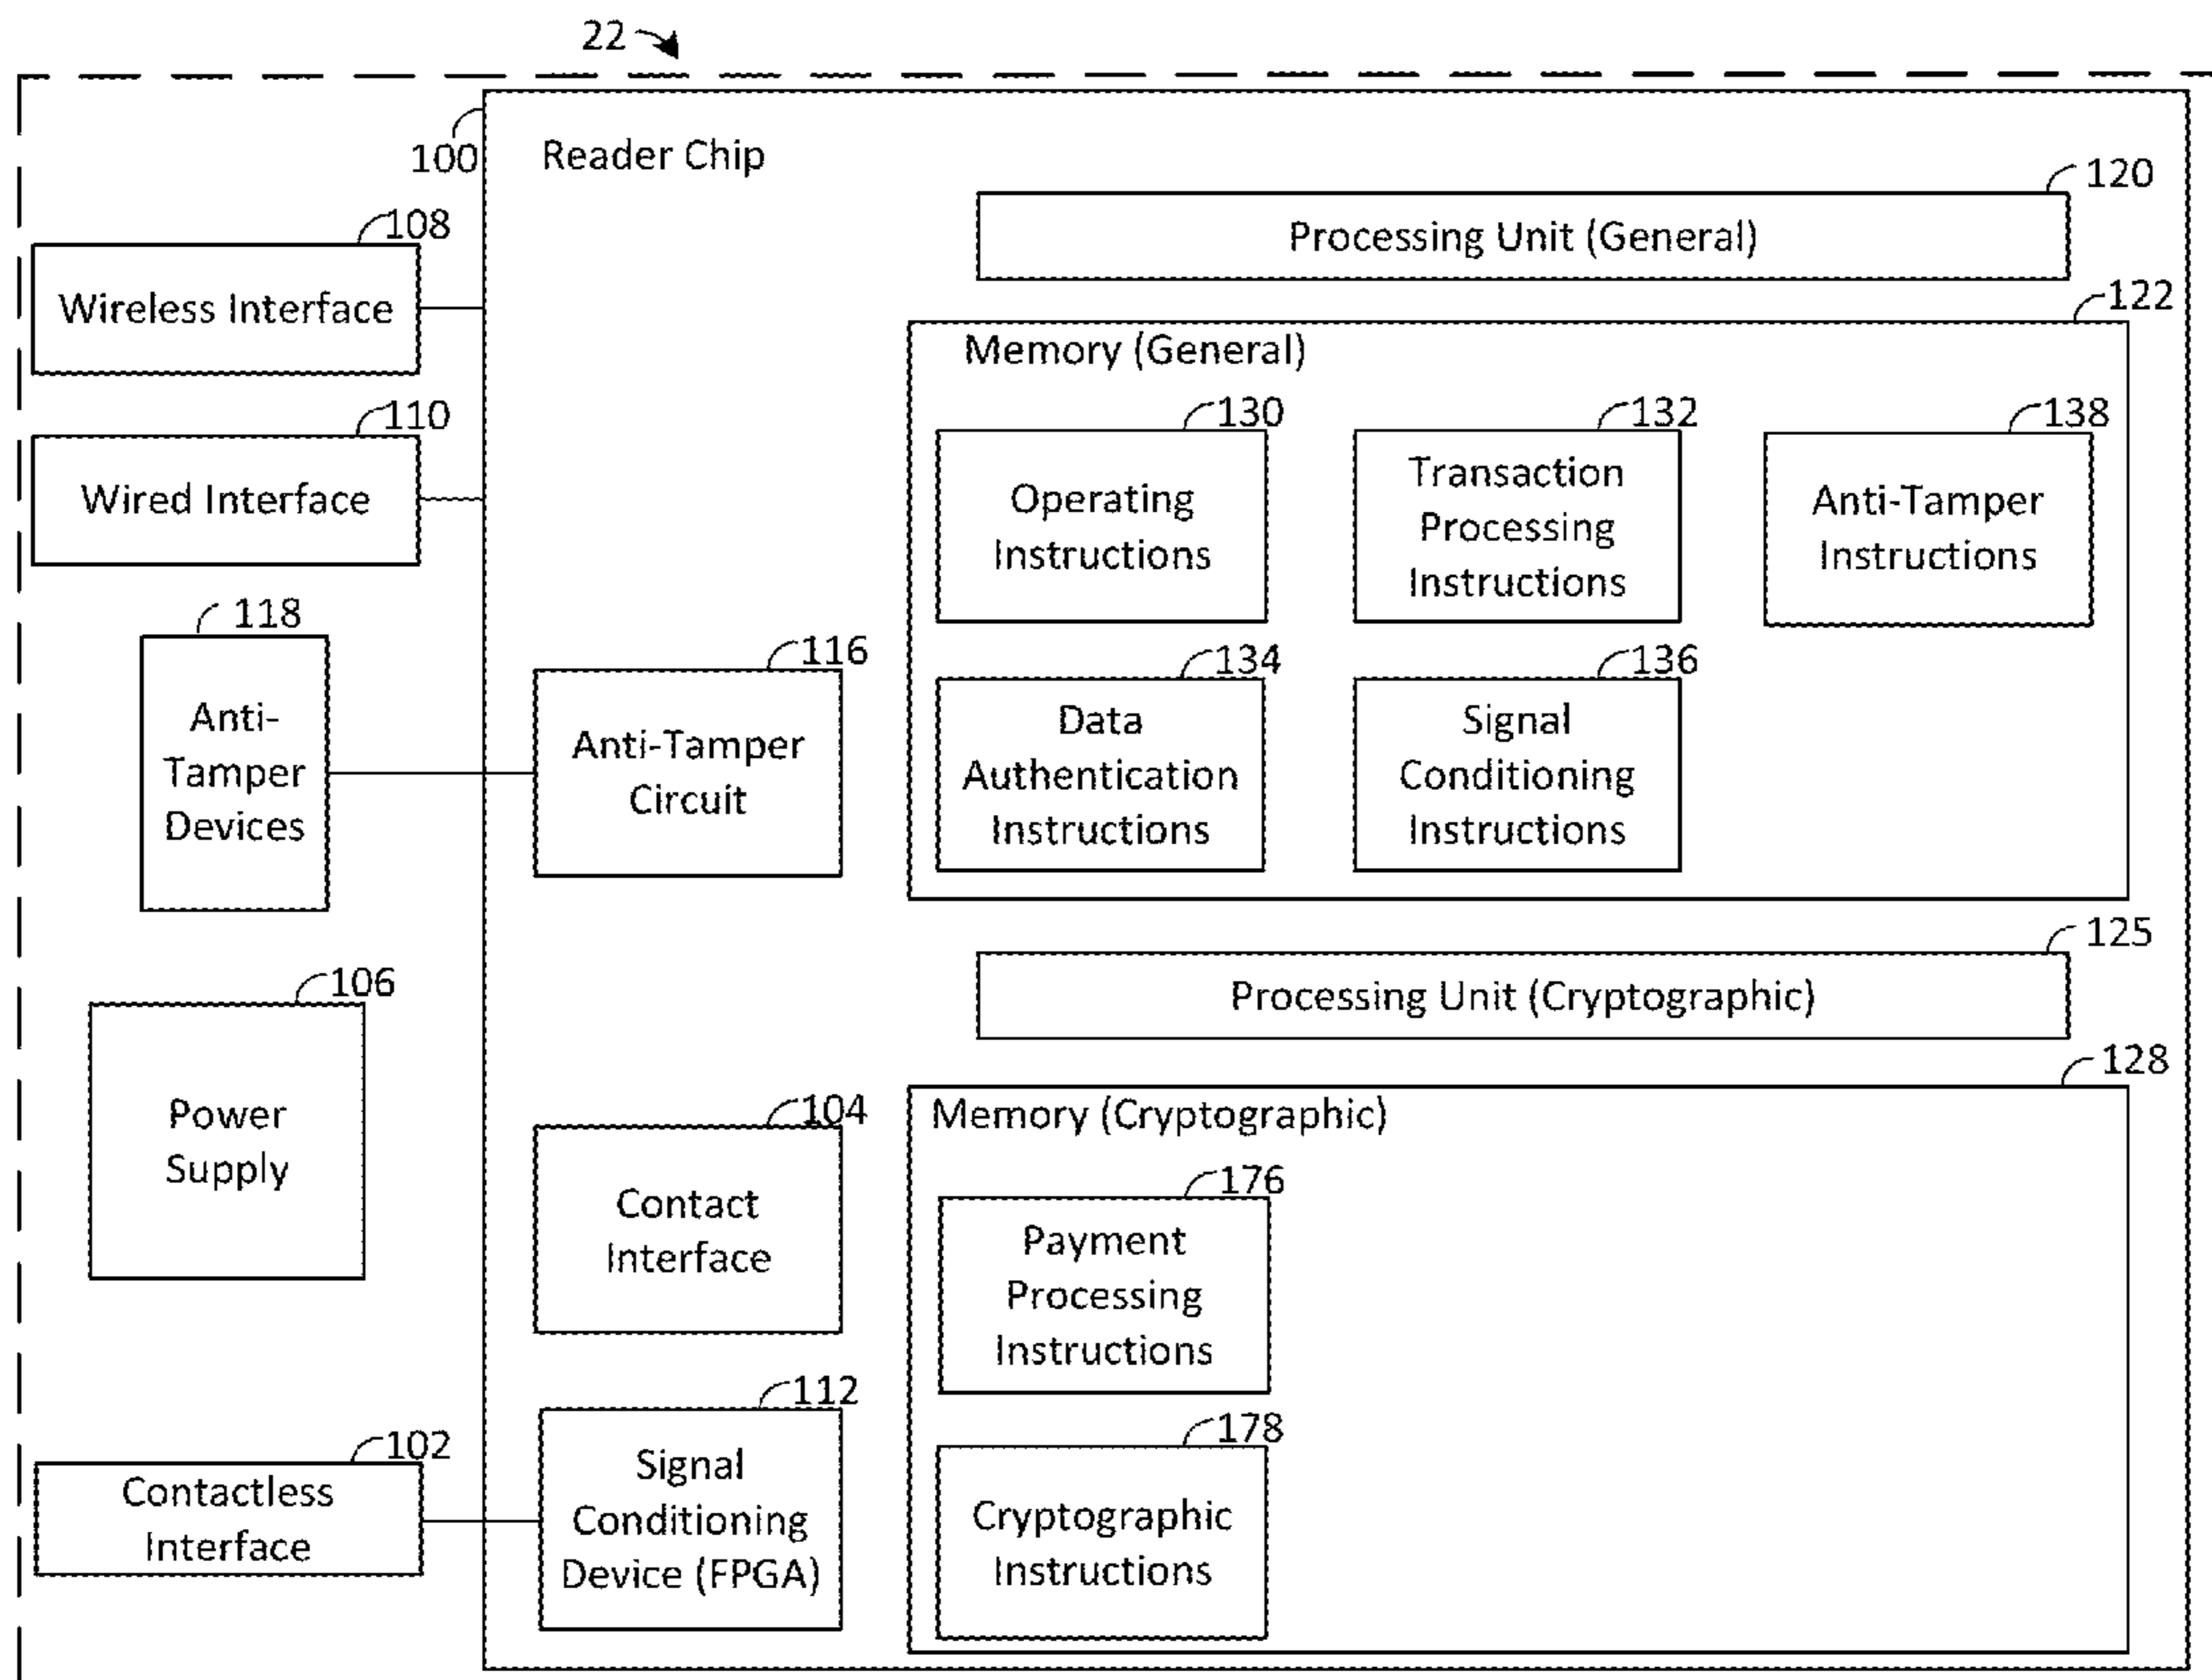 22
100
Reader Chip
120
Processing Unit (General)
108
Wireless Interface
122
Memory (General)
110
Wired Interface
130
Operating
Instructions
132
Transaction
Processing
Instructions
138
Anti-Tamper
Instructions
118
Anti-
Tamper
Devices
116
Anti-Tamper
Circuit
134
Data
Authentication
Instructions
136
Signal
Conditioning
Instructions
125
Processing Unit (Cryptographic)
106
Power
Supply
128
Memory (Cryptographic)
104
Contact
Interface
176
Payment
Processing
Instructions
102
Contactless
Interface
112
Signal
Conditioning
Device (FPGA)
178
Cryptographic
Instructions